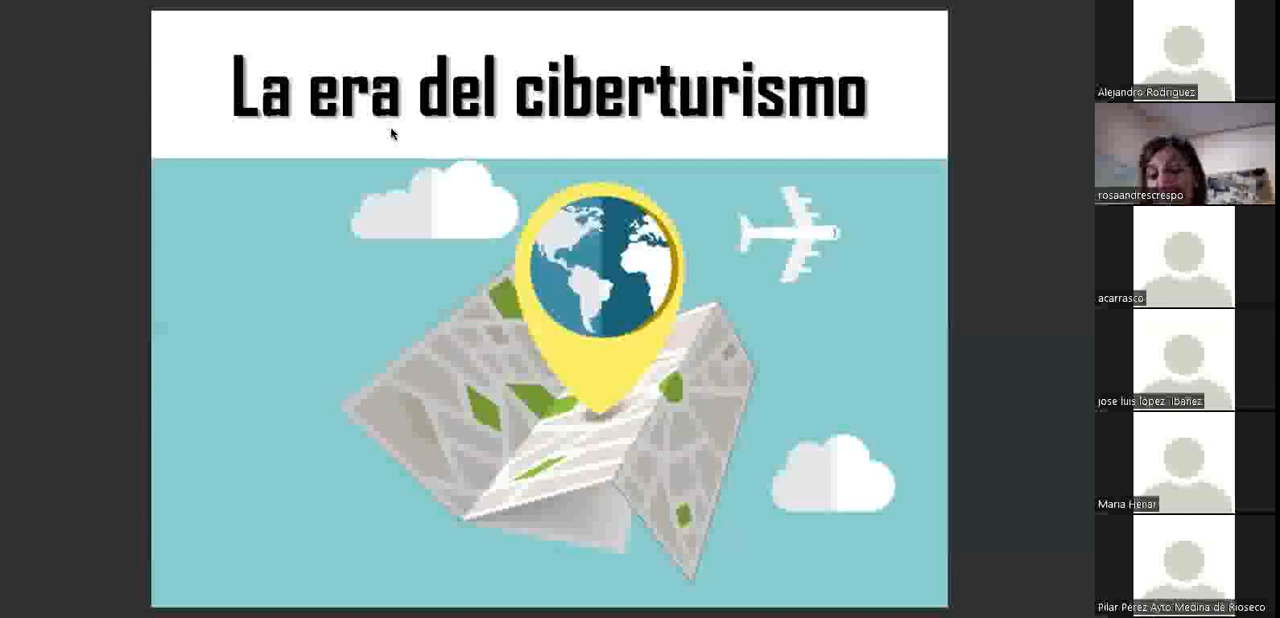 La era del ciberturismo
Alejandro Rodriguez
rosaandrescrespo
acarrasco
jose luis lopez ibañez
Maria Henar
Pilar Pérez Ayto Medina de Rioseco